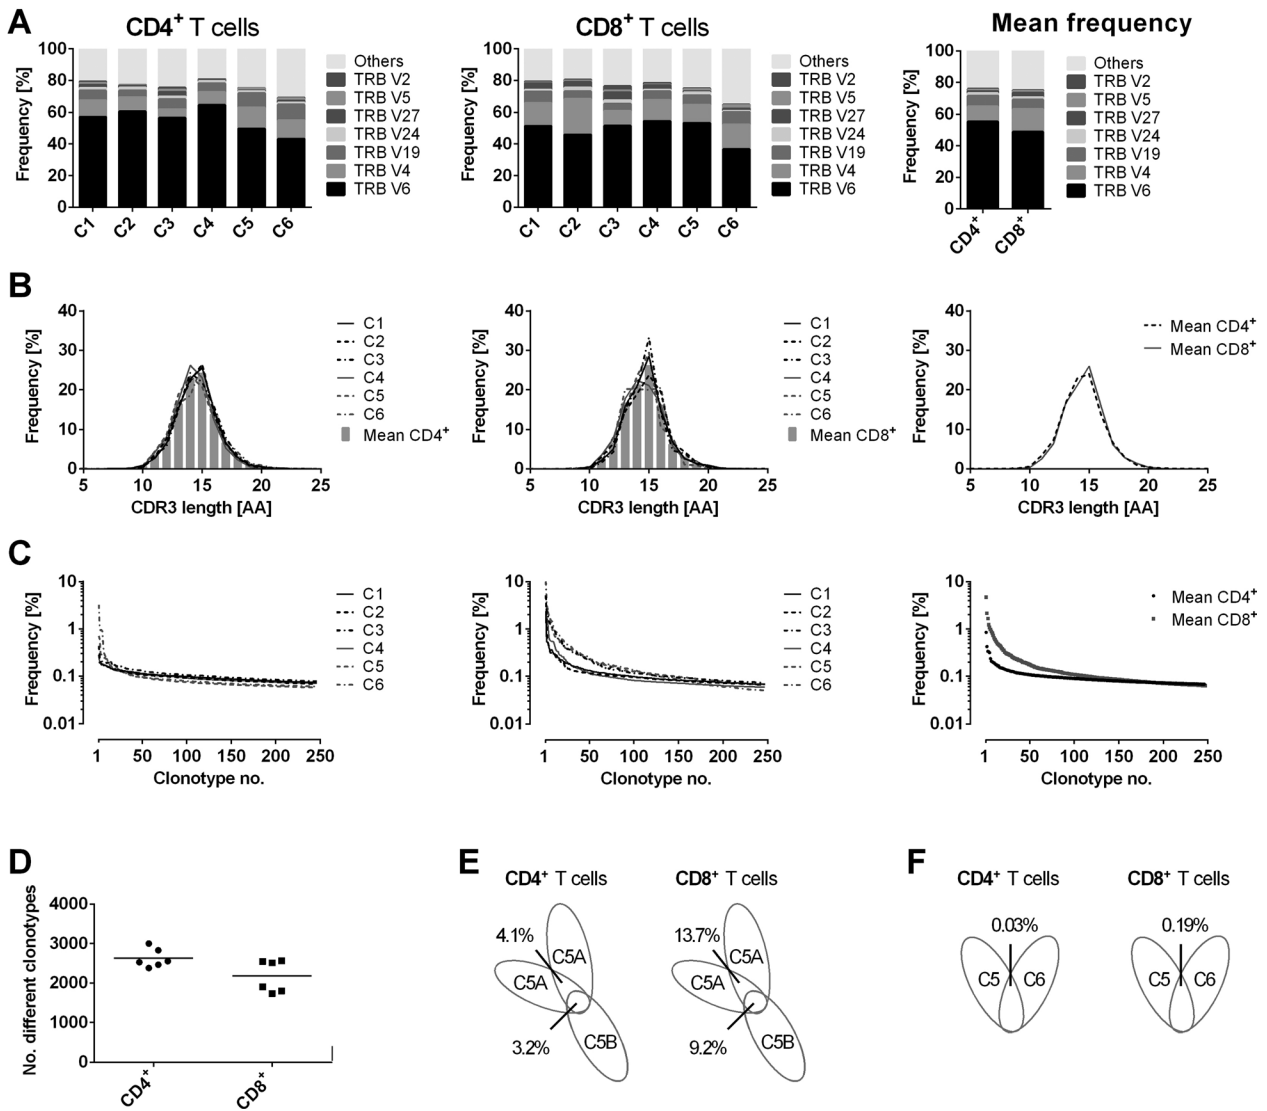 A
CD4+ T cells
Frequency [%]
100
80
60
40
20
0
C1 C2 C3 C4 C5 C6
Others
TRB V2
TRB V5
TRB V27
TRB V24
TRB V19
TRB V4
TRB V6
CD8+ T cells
Frequency [%]
100
80
60
40
20
0
C1 C2 C3 C4 C5 C6
Others
TRB V2
TRB V5
TRB V27
TRB V24
TRB V19
TRB V4
TRB V6
Mean frequency
Frequency [%]
100
80
60
40
20
0
CD4+ CD8+
Others
TRB V2
TRB V5
TRB V27
TRB V24
TRB V19
TRB V4
TRB V6
B
Frequency [%]
40
30
20
10
0
5 10 15 20 25
CDR3 length [AA]
C1
C2
C3
C4
C5
C6
Mean CD4+
Frequency [%]
40
30
20
10
0
5 10 15 20 25
CDR3 length [AA]
C1
C2
C3
C4
C5
C6
Mean CD8+
Frequency [%]
40
30
20
10
0
5 10 15 20 25
CDR3 length [AA]
Mean CD4+
Mean CD8+
C
Frequency [%]
10
1
0.1
0.01
1 50 100 150 200 250
Clonotype no.
C1
C2
C3
C4
C5
C6
Frequency [%]
10
1
0.1
0.01
1 50 100 150 200 250
Clonotype no.
C1
C2
C3
C4
C5
C6
Frequency [%]
10
1
0.1
0.01
1 50 100 150 200 250
Clonotype no.
Mean CD4+
Mean CD8+
D
No. different clonotypes
4000
3000
2000
1000
0
CD4+ CD8+
E
CD4+ T cells
4.1%
C5A
C5A
C5B
3.2%
CD8+ T cells
13.7%
C5A
C5A
C5B
9.2%
F
CD4+ T cells
0.03%
C5 C6
CD8+ T cells
0.19%
C5 C6